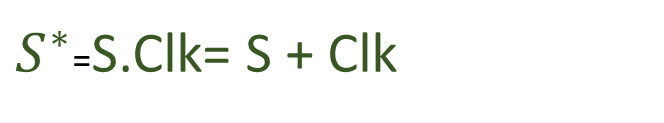 S*=S.Clk= S + Clk